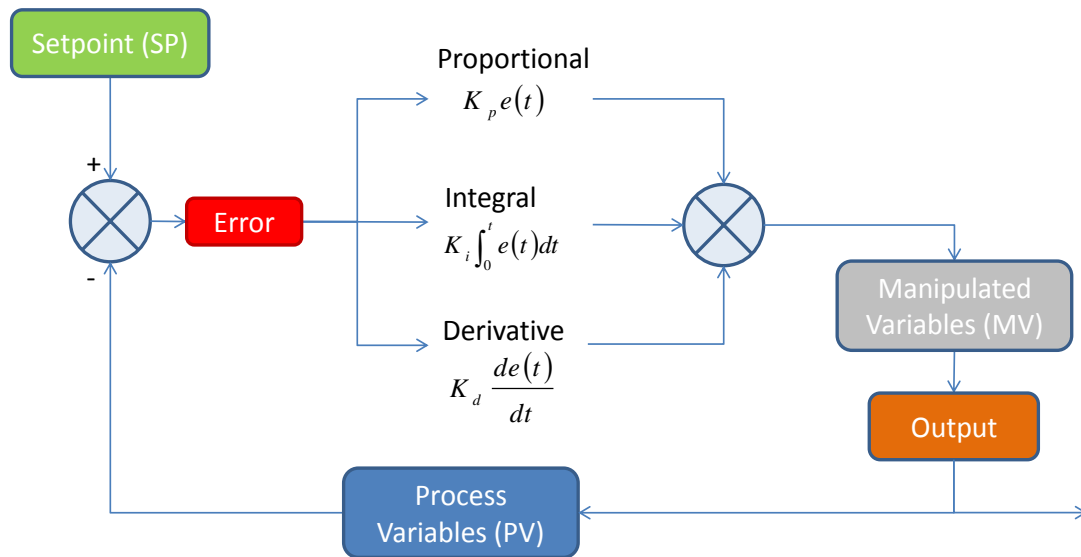 Setpoint (SP)
Proportional
K_p e(t)
+
Error
Integral
K_i ∫_0^t e(t)dt
-
Manipulated
Variables (MV)
Derivative
K_d de(t)/dt
Output
Process
Variables (PV)